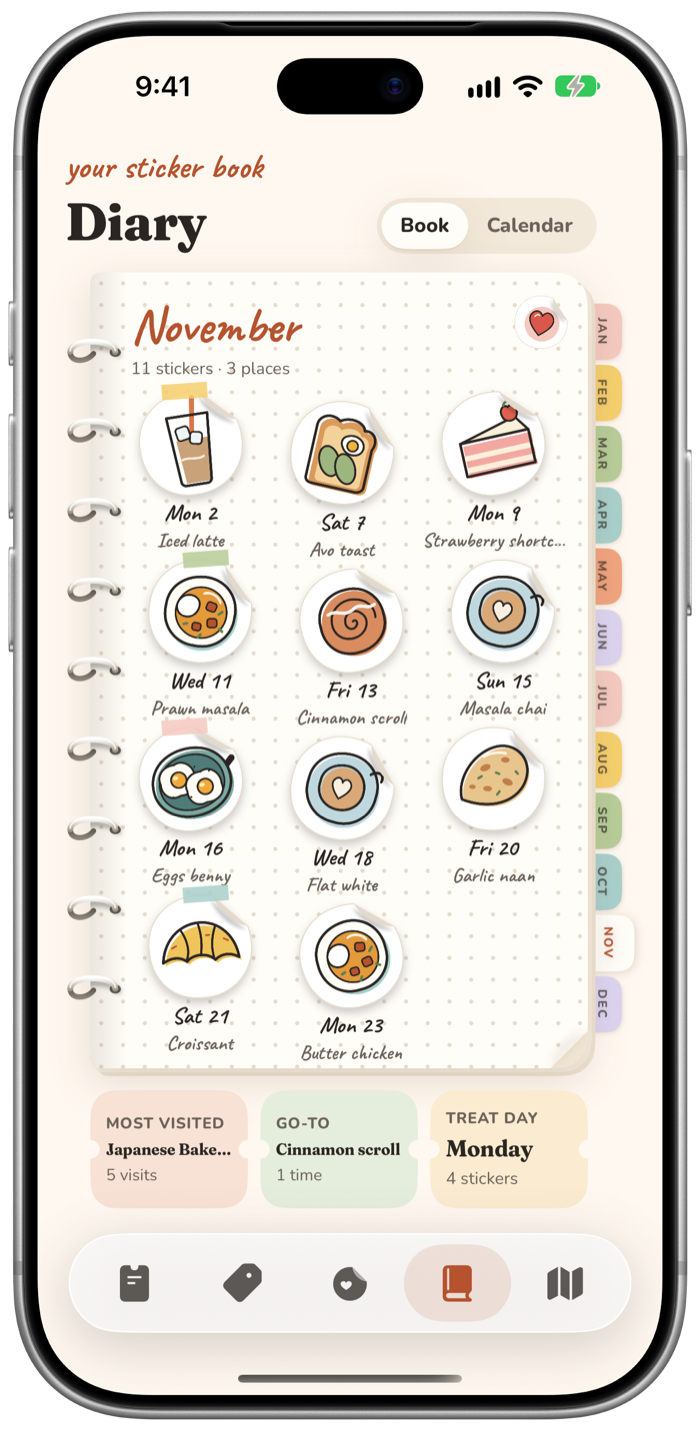 9:41
your sticker book
Diary
Book
Calendar
November
11 stickers · 3 places
Mon 2
Iced latte
Sat 7
Avo toast
Mon 9
Strawberry shortc...
Wed 11
Prawn masala
Fri 13
Cinnamon scroll
Sun 15
Masala chai
Mon 16
Eggs benny
Wed 18
Flat white
Fri 20
Garlic naan
Sat 21
Croissant
Mon 23
Butter chicken
JAN
FEB
MAR
APR
MAY
JUN
JUL
AUG
SEP
OCT
NOV
DEC
MOST VISITED
Japanese Bake...
5 visits
GO-TO
Cinnamon scroll
1 time
TREAT DAY
Monday
4 stickers